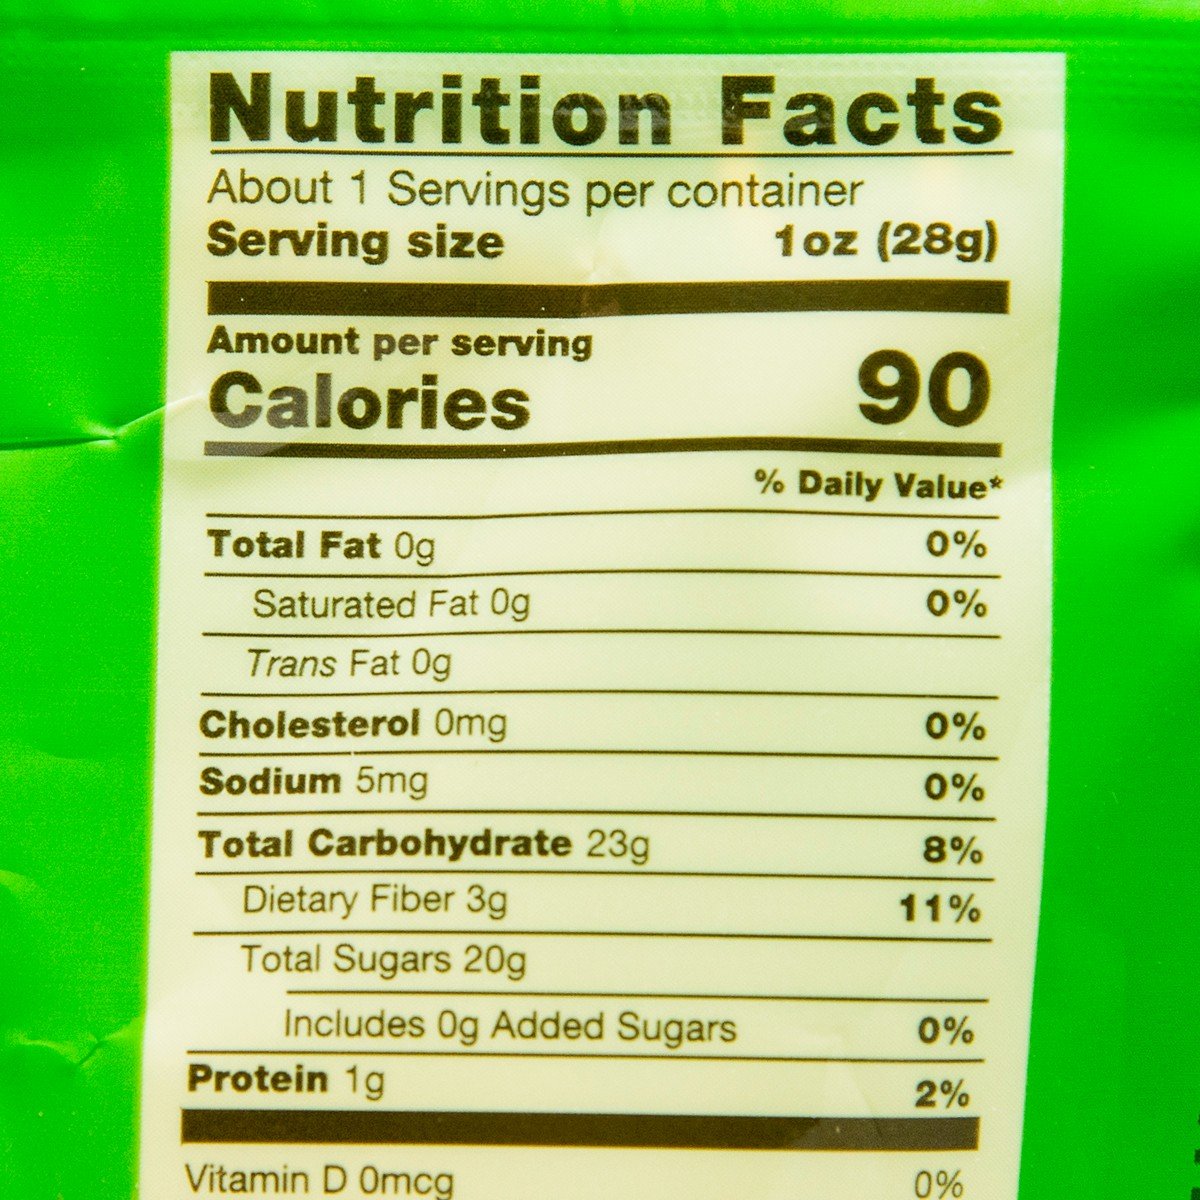 Nutrition Facts
About 1 Servings per container
Serving size 1oz (28g)
Amount per serving
Calories 90
% Daily Value*
Total Fat 0g 0%
Saturated Fat 0g 0%
Trans Fat 0g
Cholesterol 0mg 0%
Sodium 5mg 0%
Total Carbohydrate 23g 8%
Dietary Fiber 3g 11%
Total Sugars 20g
Includes 0g Added Sugars 0%
Protein 1g 2%
Vitamin D 0mcg 0%